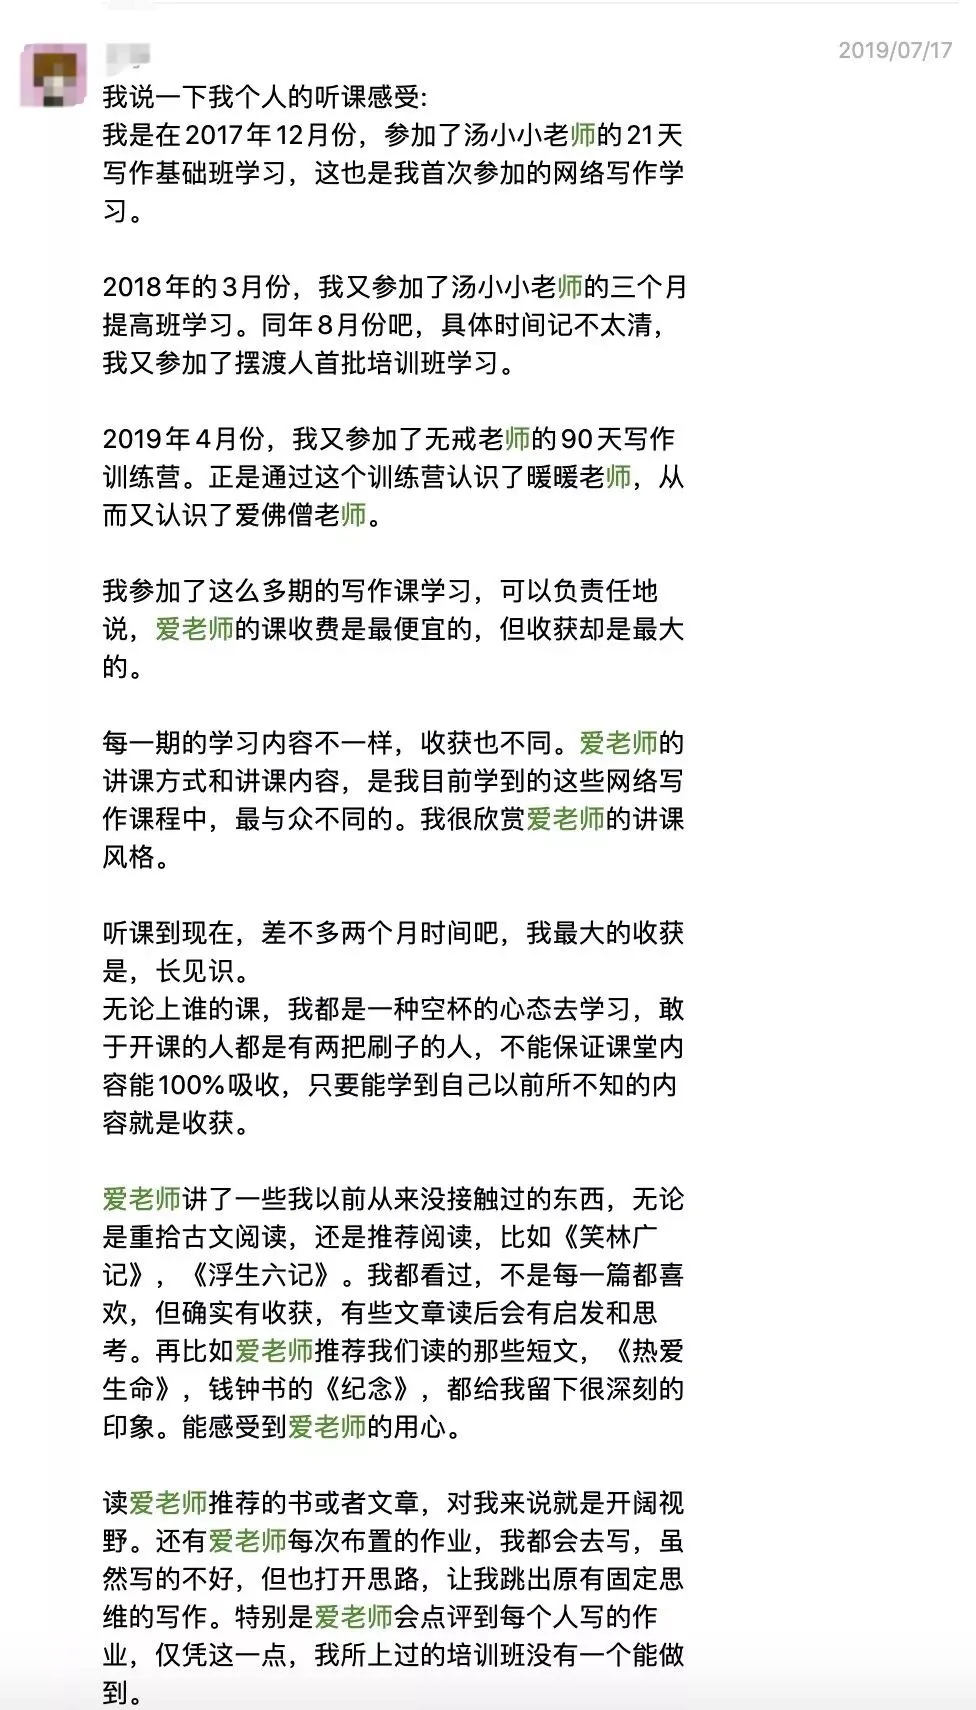 2019/07/17
我说一下我个人的听课感受:
我是在2017年12月份，参加了汤小小老师的21天
写作基础班学习，这也是我首次参加的网络写作学
习。
2018年的3月份，我又参加了汤小小老师的三个月
提高班学习。同年8月份吧，具体时间记不太清，
我又参加了摆渡人首批培训班学习。
2019年4月份，我又参加了无戒老师的90天写作
训练营。正是通过这个训练营认识了暖暖老师，从
而又认识了爱佛僧老师。
我参加了这么多期的写作课学习，可以负责任地
说，爱老师的课收费是最便宜的，但收获却是最大
的。
每一期的学习内容不一样，收获也不同。爱老师的
讲课方式和讲课内容，是我目前学到的这些网络写
作课程中，最与众不同的。我很欣赏爱老师的讲课
风格。
听课到现在，差不多两个月时间吧，我最大的收获
是，长见识。
无论上谁的课，我都是一种空杯的心态去学习，敢
于开课的人都是有两把刷子的人，不能保证课堂内
容能100%吸收，只要能学到自己以前所不知的内
容就是收获。
爱老师讲了一些我以前从来没接触过的东西，无论
是重拾古文阅读，还是推荐阅读，比如《笑林广
记》，《浮生六记》。我都看过，不是每一篇都喜
欢，但确实有收获，有些文章读后会有启发和思
考。再比如爱老师推荐我们读的那些短文，《热爱
生命》，钱钟书的《纪念》，都给我留下很深刻的
印象。能感受到爱老师的用心。
读爱老师推荐的书或者文章，对我来说就是开阔视
野。还有爱老师每次布置的作业，我都会去写，虽
然写的不好，但也打开思路，让我跳出原有固定思
维的写作。特别是爱老师会点评到每个人写的作
业，仅凭这一点，我所上过的培训班没有一个能做
到。